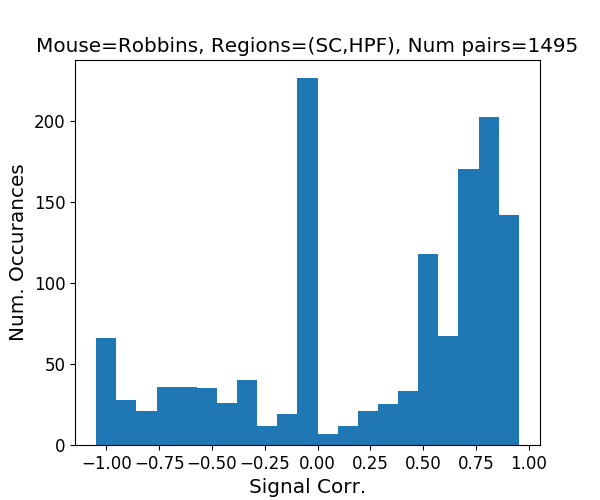 Mouse=Robbins, Regions=(SC,HPF), Num pairs=1495
200
150
100
50
0
Num. Occurances
−1.00 −0.75 −0.50 −0.25 0.00 0.25 0.50 0.75 1.00
Signal Corr.